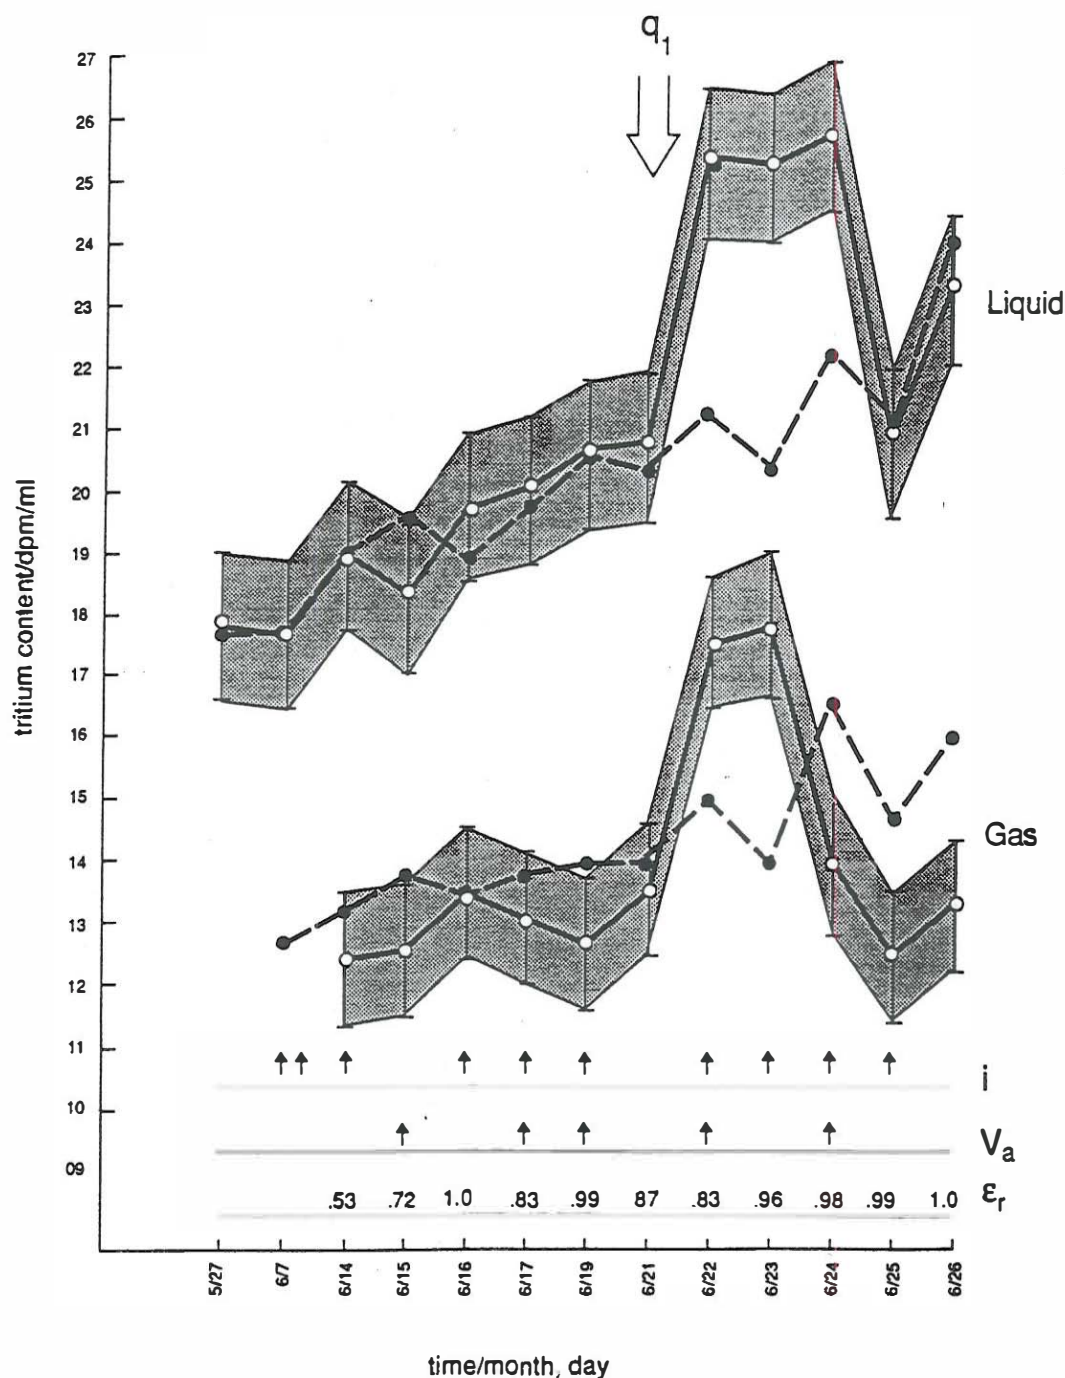 q1
27
26
25
24
23
22
21
20
19
18
17
16
15
14
13
12
11
10
09
tritium content/dpm/ml
Liquid
Gas
i
Va
.53 .72 1.0 .83 .99 87 .83 .96 .98 .99 1.0 εr
5/27 6/7 6/14 6/15 6/16 6/17 6/19 6/21 6/22 6/23 6/24 6/25 6/26
time/month, day